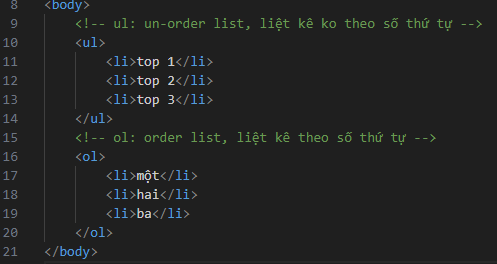 8 <body>
9 <!-- ul: un-order list, liệt kê ko theo số thứ tự -->
10 <ul>
11 <li>top 1</li>
12 <li>top 2</li>
13 <li>top 3</li>
14 </ul>
15 <!-- ol: order list, liệt kê theo số thứ tự -->
16 <ol>
17 <li>một</li>
18 <li>hai</li>
19 <li>ba</li>
20 </ol>
21 </body>